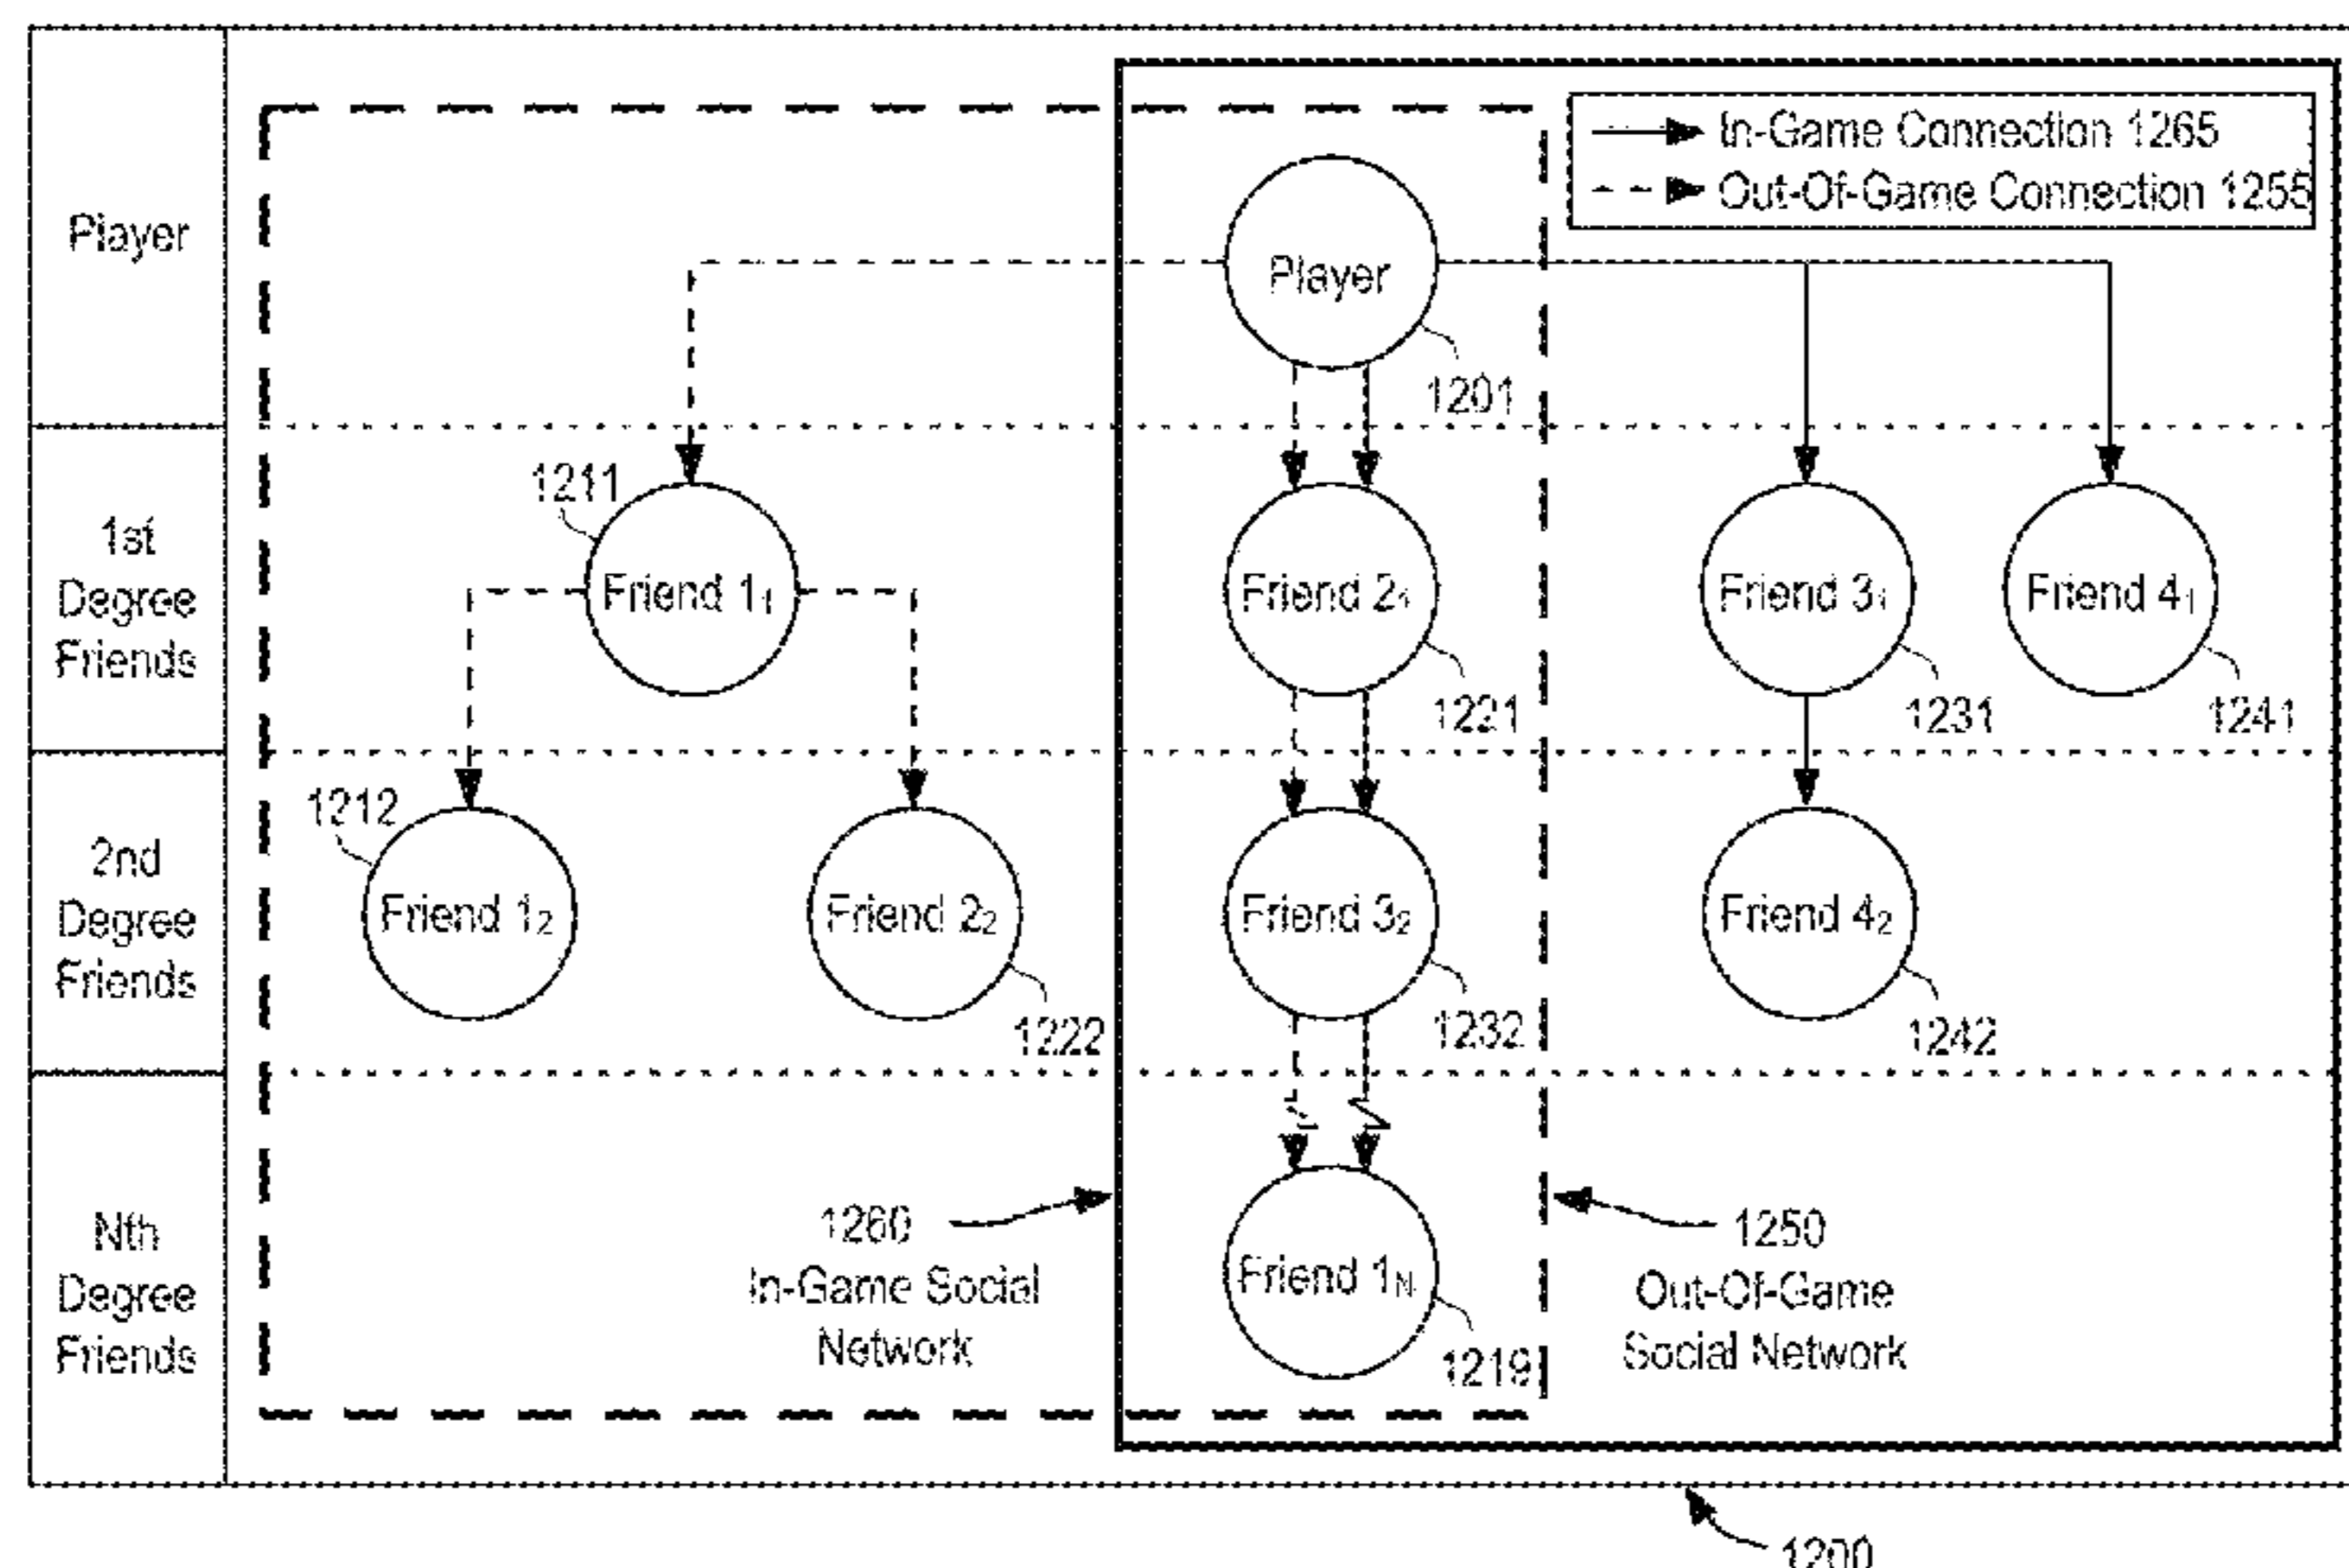 In-Game Connection 1265
Out-Of-Game Connection 1255
Player
Player
1201
1st
Degree
Friends
1211
Friend 1₁
Friend 2₁
Friend 3₁
Friend 4₁
1221
1231
1241
2nd
Degree
Friends
1212
Friend 1₂
Friend 2₂
Friend 3₂
Friend 4₂
1222
1232
1242
Nth
Degree
Friends
1260
In-Game Social
Network
Friend 1N
1219
1250
Out-Of-Game
Social Network
1200